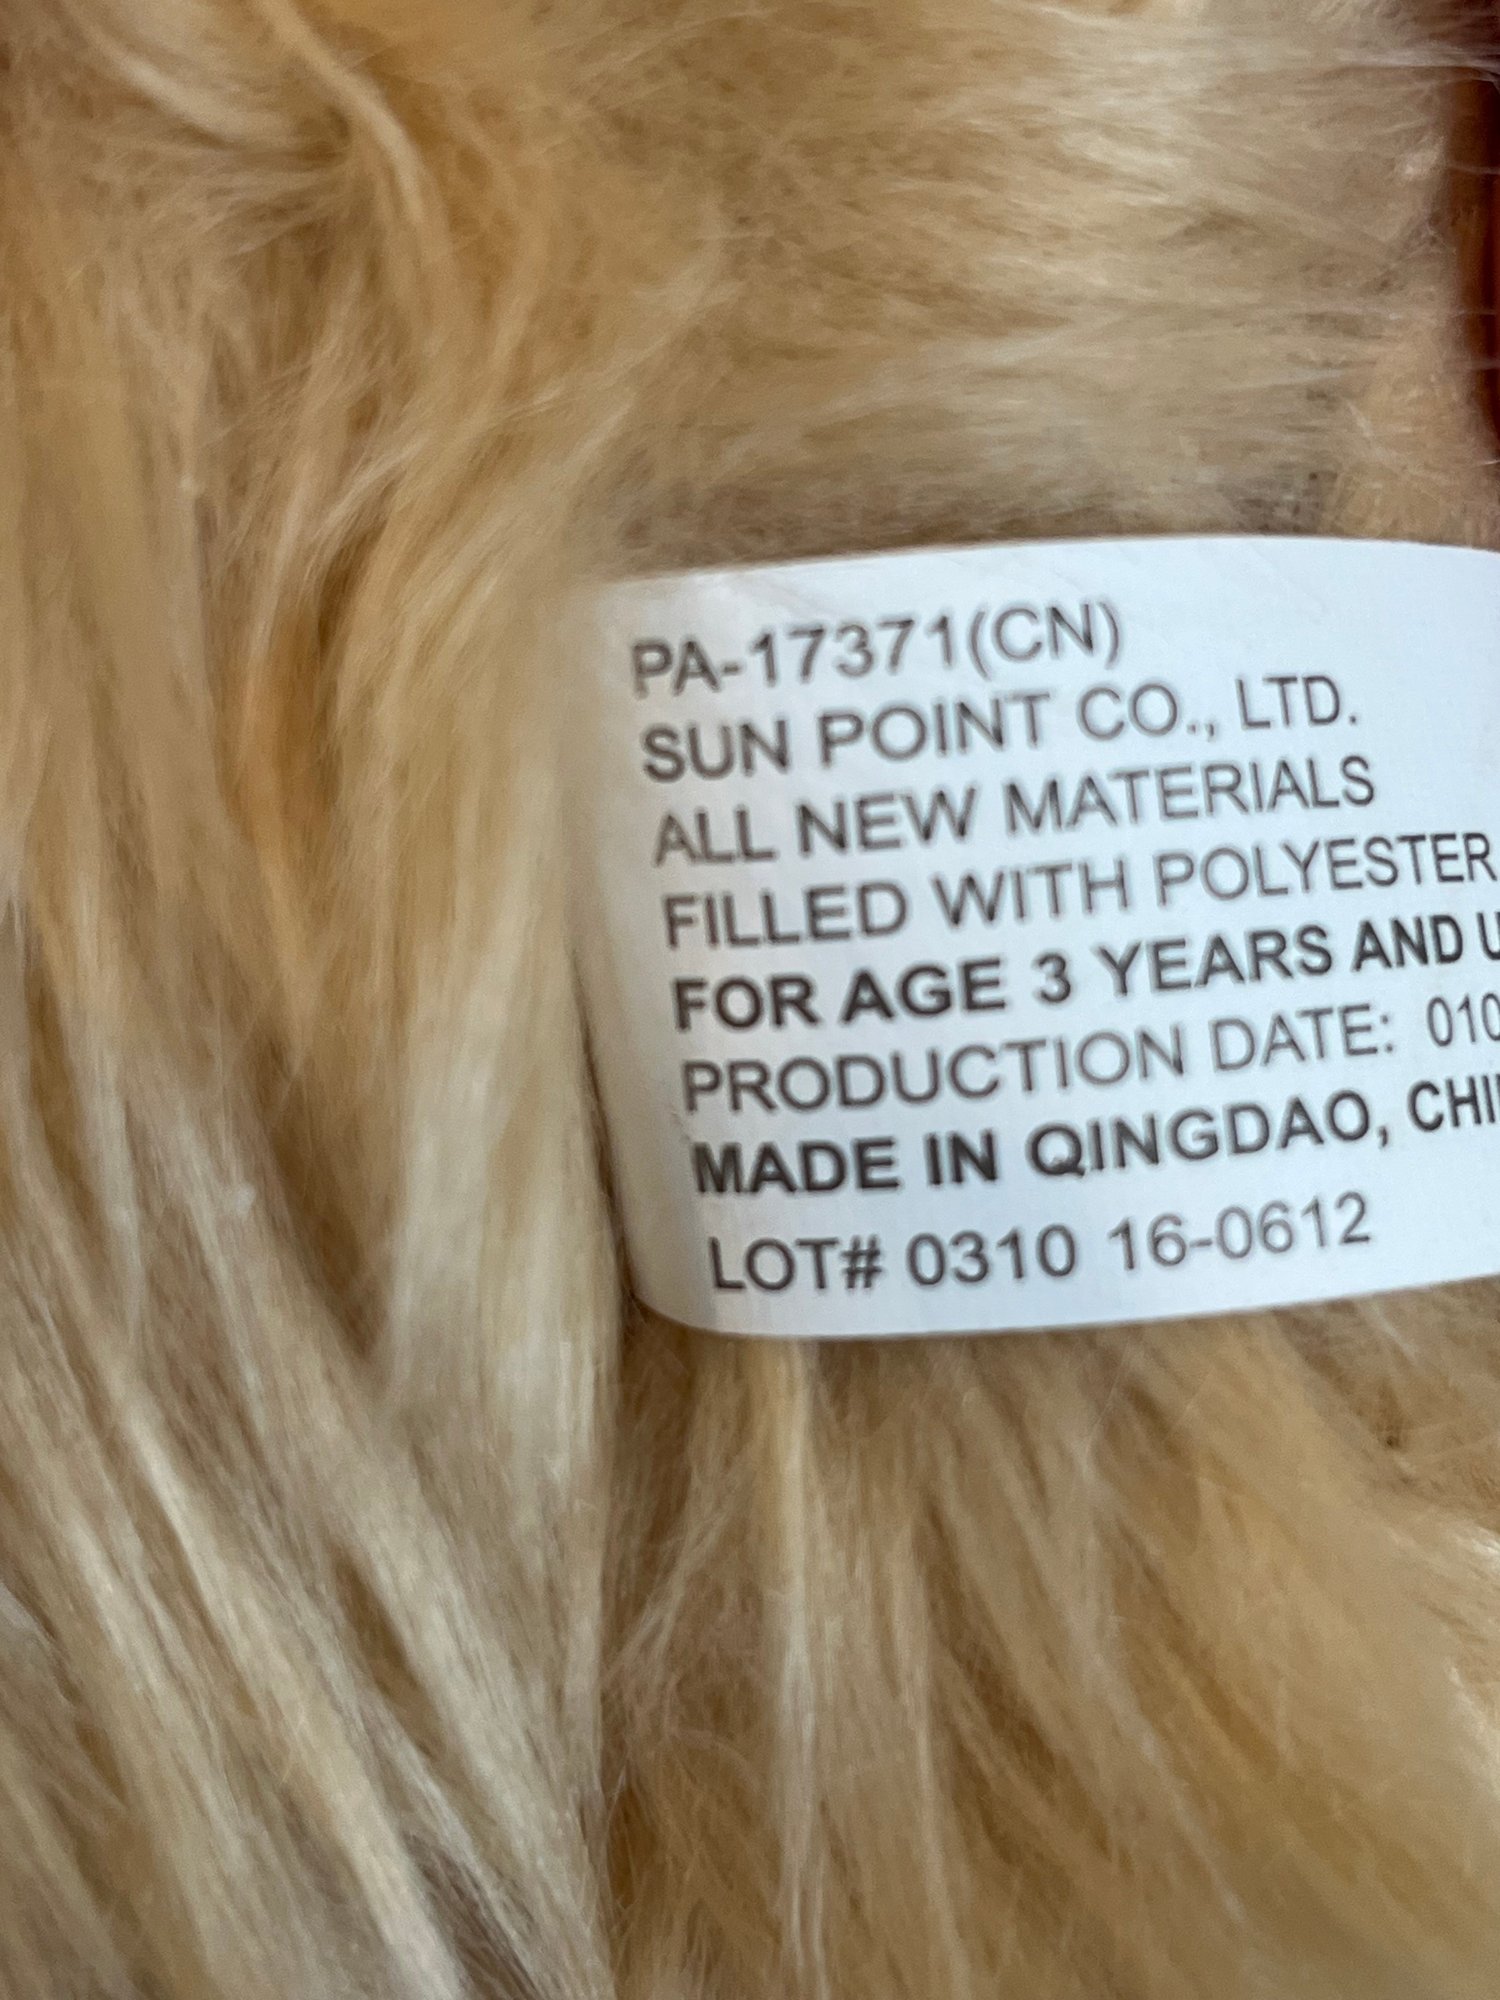 PA-17371(CN)
SUN POINT CO., LTD.
ALL NEW MATERIALS
FILLED WITH POLYESTER
FOR AGE 3 YEARS AND
PRODUCTION DATE:
MADE IN QINGDAO,
LOT# 0310 16-0612